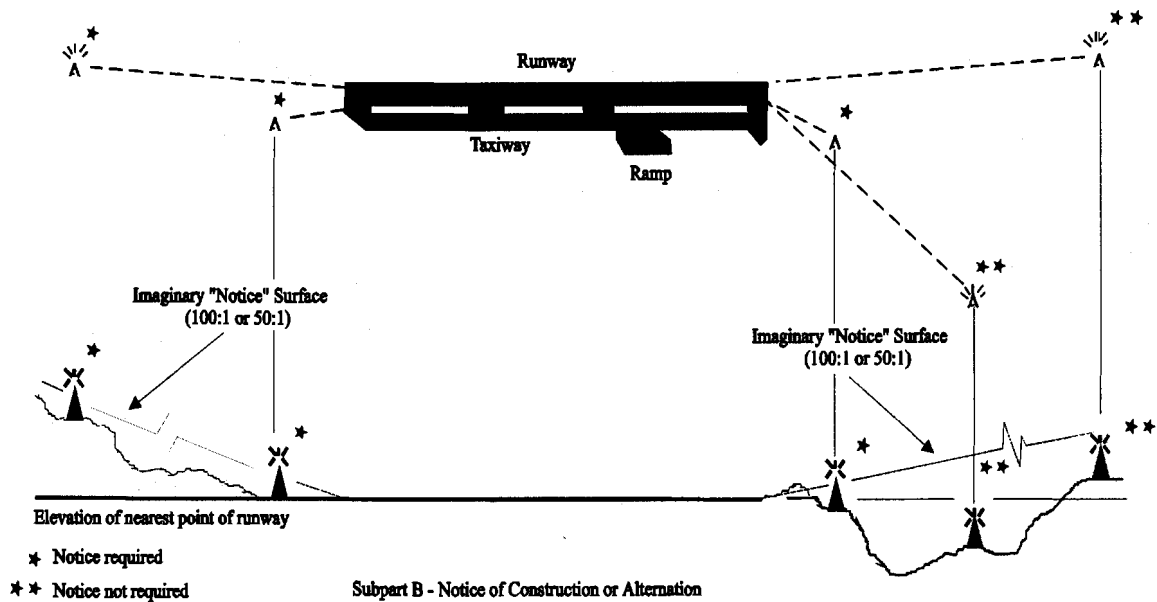 Runway
Taxiway
Ramp
Imaginary "Notice" Surface
(100:1 or 50:1)
Imaginary "Notice" Surface
(100:1 or 50:1)
Elevation of nearest point of runway
★ Notice required
★★ Notice not required
Subpart B - Notice of Construction or Alternation